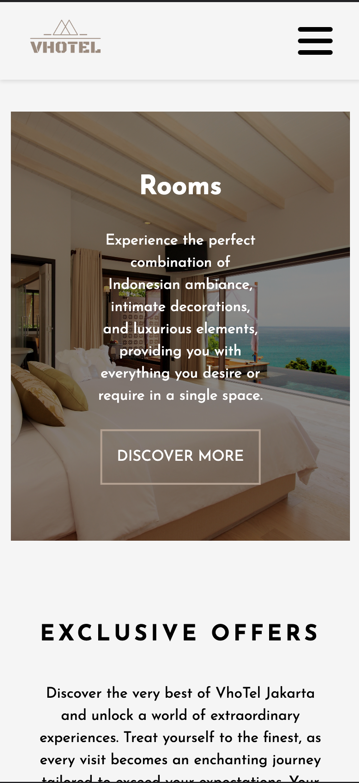 VHOTEL
Rooms
Experience the perfect
combination of
Indonesian ambiance,
intimate decorations,
and luxurious elements,
providing you with
everything you desire or
require in a single space.
DISCOVER MORE
EXCLUSIVE OFFERS
Discover the very best of VhoTel Jakarta
and unlock a world of extraordinary
experiences. Treat yourself to the finest, as
every visit becomes an enchanting journey
tailored to exceed your expectations. Your